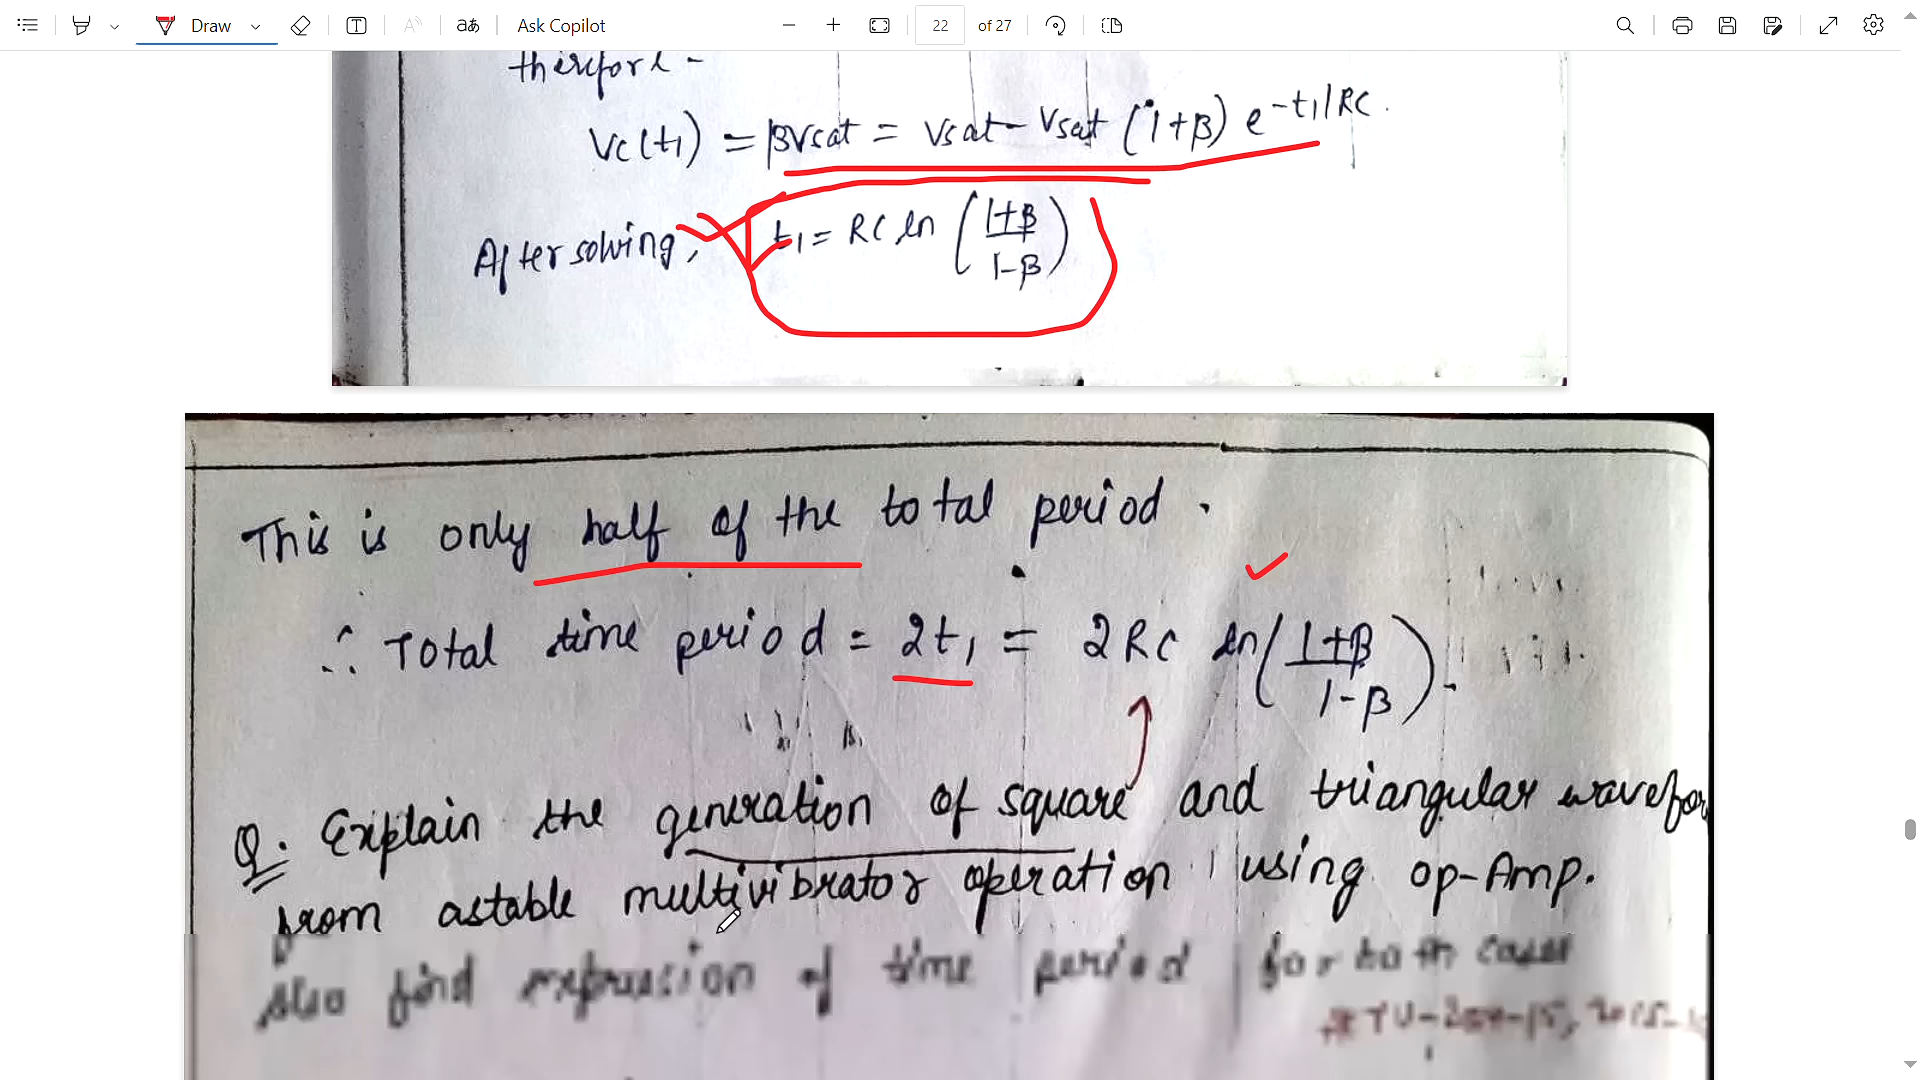 Draw
aあ
Ask Copilot
22 of 27
therefore -
Vc(t1) = βVsat = Vsat - Vsat (1+β) e^-t1/RC.
After solving, t1 = RC ln (1+β / 1-β)
This is only half of the total period.
∴ Total time period = 2t1 = 2RC ln (1+β / 1-β).
Q. Explain the generation of square and triangular wavefor
from astable multivibrator operation using op-Amp.
Also find expression of time period for both cases